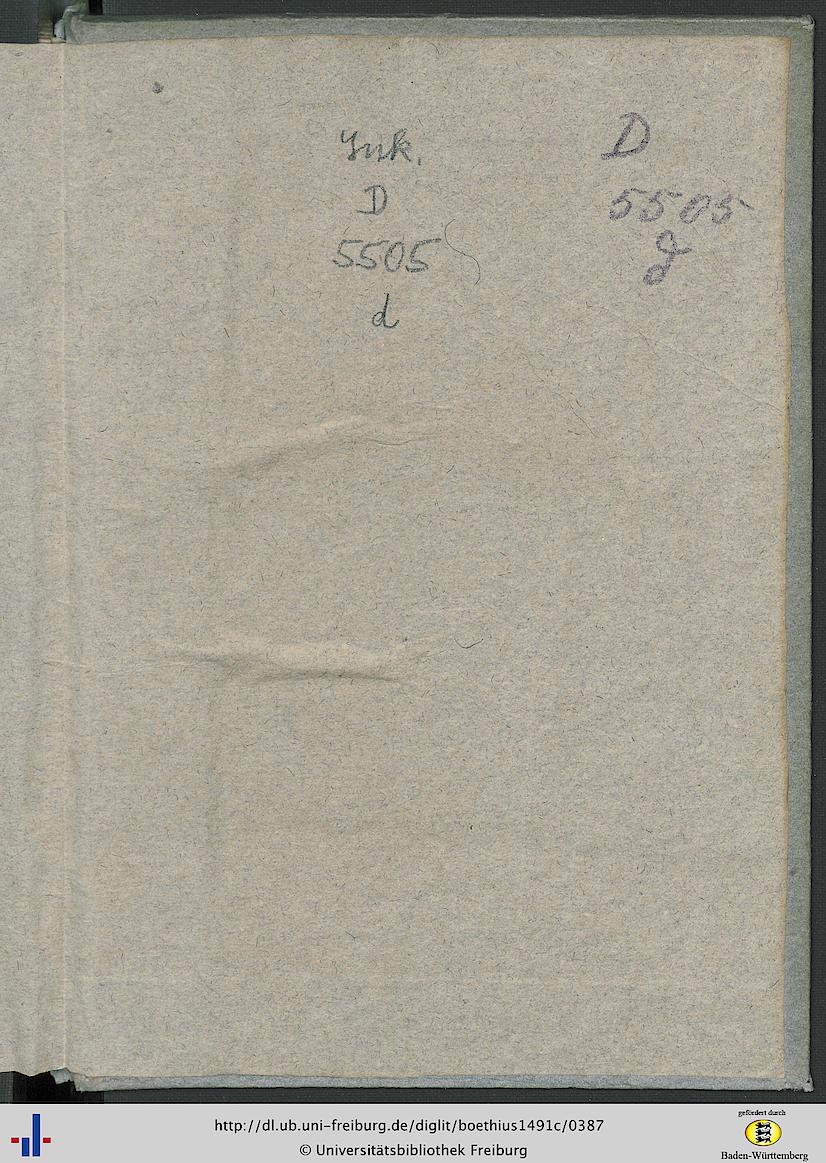 Ink.
D
5505
d
D
5505
d
http://dl.ub.uni-freiburg.de/diglit/boethius1491c/0387
© Universitätsbibliothek Freiburg
gefördert durch
Baden-Württemberg